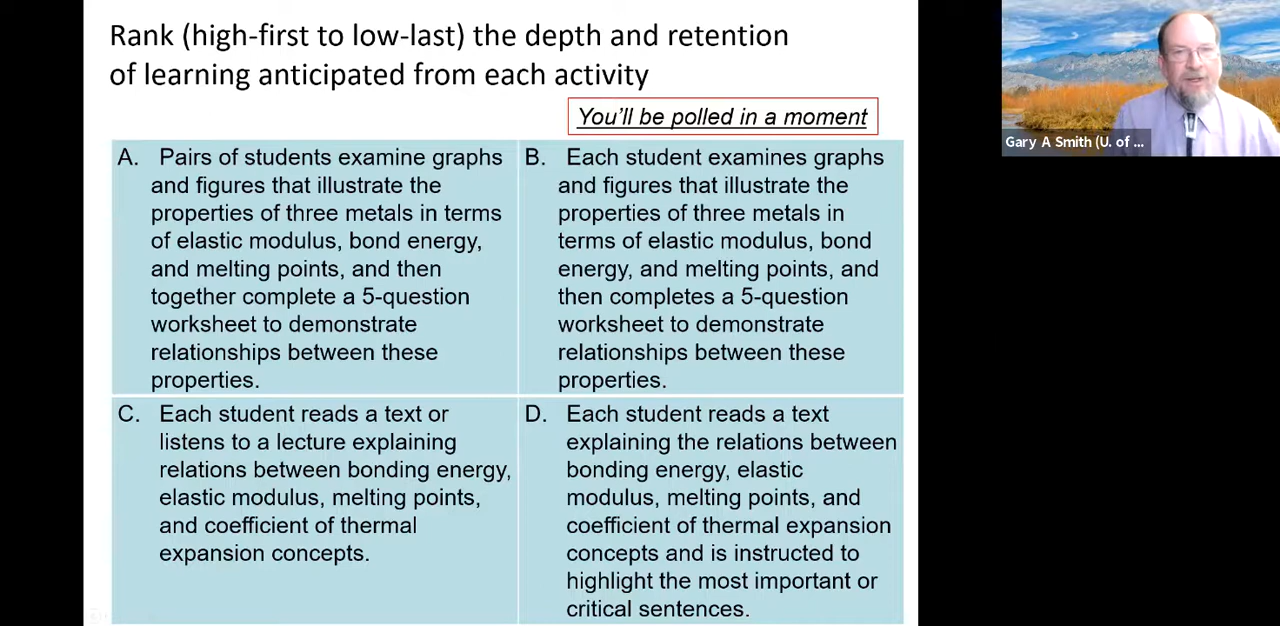 Rank (high-first to low-last) the depth and retention
of learning anticipated from each activity
You'll be polled in a moment
A. Pairs of students examine graphs
and figures that illustrate the
properties of three metals in terms
of elastic modulus, bond energy,
and melting points, and then
together complete a 5-question
worksheet to demonstrate
relationships between these
properties.
B. Each student examines graphs
and figures that illustrate the
properties of three metals in
terms of elastic modulus, bond
energy, and melting points, and
then completes a 5-question
worksheet to demonstrate
relationships between these
properties.
C. Each student reads a text or
listens to a lecture explaining
relations between bonding energy,
elastic modulus, melting points,
and coefficient of thermal
expansion concepts.
D. Each student reads a text
explaining the relations between
bonding energy, elastic
modulus, melting points, and
coefficient of thermal expansion
concepts and is instructed to
highlight the most important or
critical sentences.
Gary A Smith (U. of ...